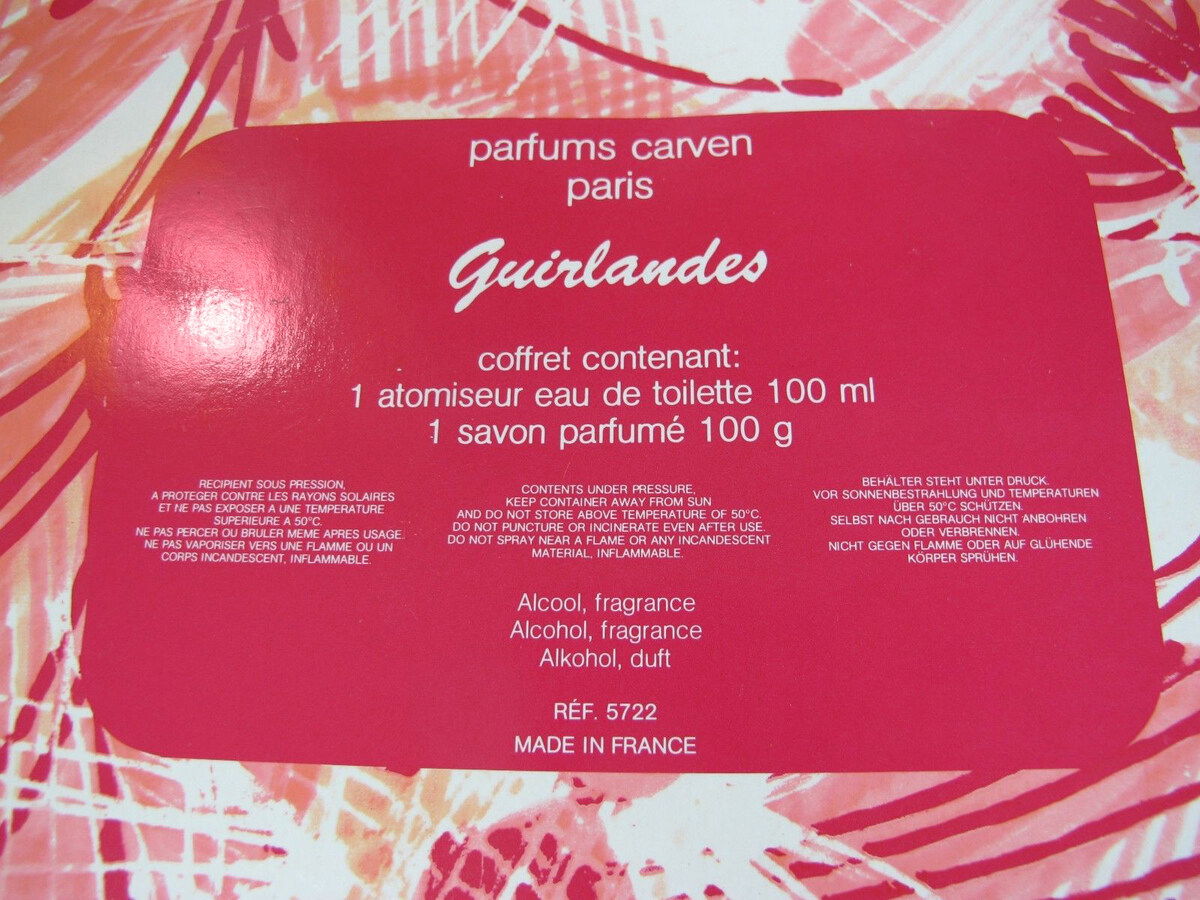 parfums carven
paris
Guirlandes
coffret contenant:
1 atomiseur eau de toilette 100 ml
1 savon parfumé 100 g
RECIPIENT SOUS PRESSION,
A PROTEGER CONTRE LES RAYONS SOLAIRES
ET NE PAS EXPOSER A UNE TEMPERATURE
SUPERIEURE A 50°C.
NE PAS PERCER OU BRULER MEME APRES USAGE.
NE PAS VAPORISER VERS UNE FLAMME OU UN
CORPS INCANDESCENT, INFLAMMABLE.
CONTENTS UNDER PRESSURE,
KEEP CONTAINER AWAY FROM SUN
AND DO NOT STORE ABOVE TEMPERATURE OF 50°C.
DO NOT PUNCTURE OR INCINERATE EVEN AFTER USE.
DO NOT SPRAY NEAR A FLAME OR ANY INCANDESCENT
MATERIAL, INFLAMMABLE.
BEHÄLTER STEHT UNTER DRUCK.
VOR SONNENBESTRAHLUNG UND TEMPERATUREN
ÜBER 50°C SCHÜTZEN.
SELBST NACH GEBRAUCH NICHT ANBOHREN
ODER VERBRENNEN.
NICHT GEGEN FLAMME ODER AUF GLÜHENDE
KÖRPER SPRÜHEN.
Alcool, fragrance
Alcohol, fragrance
Alkohol, duft
RÉF. 5722
MADE IN FRANCE